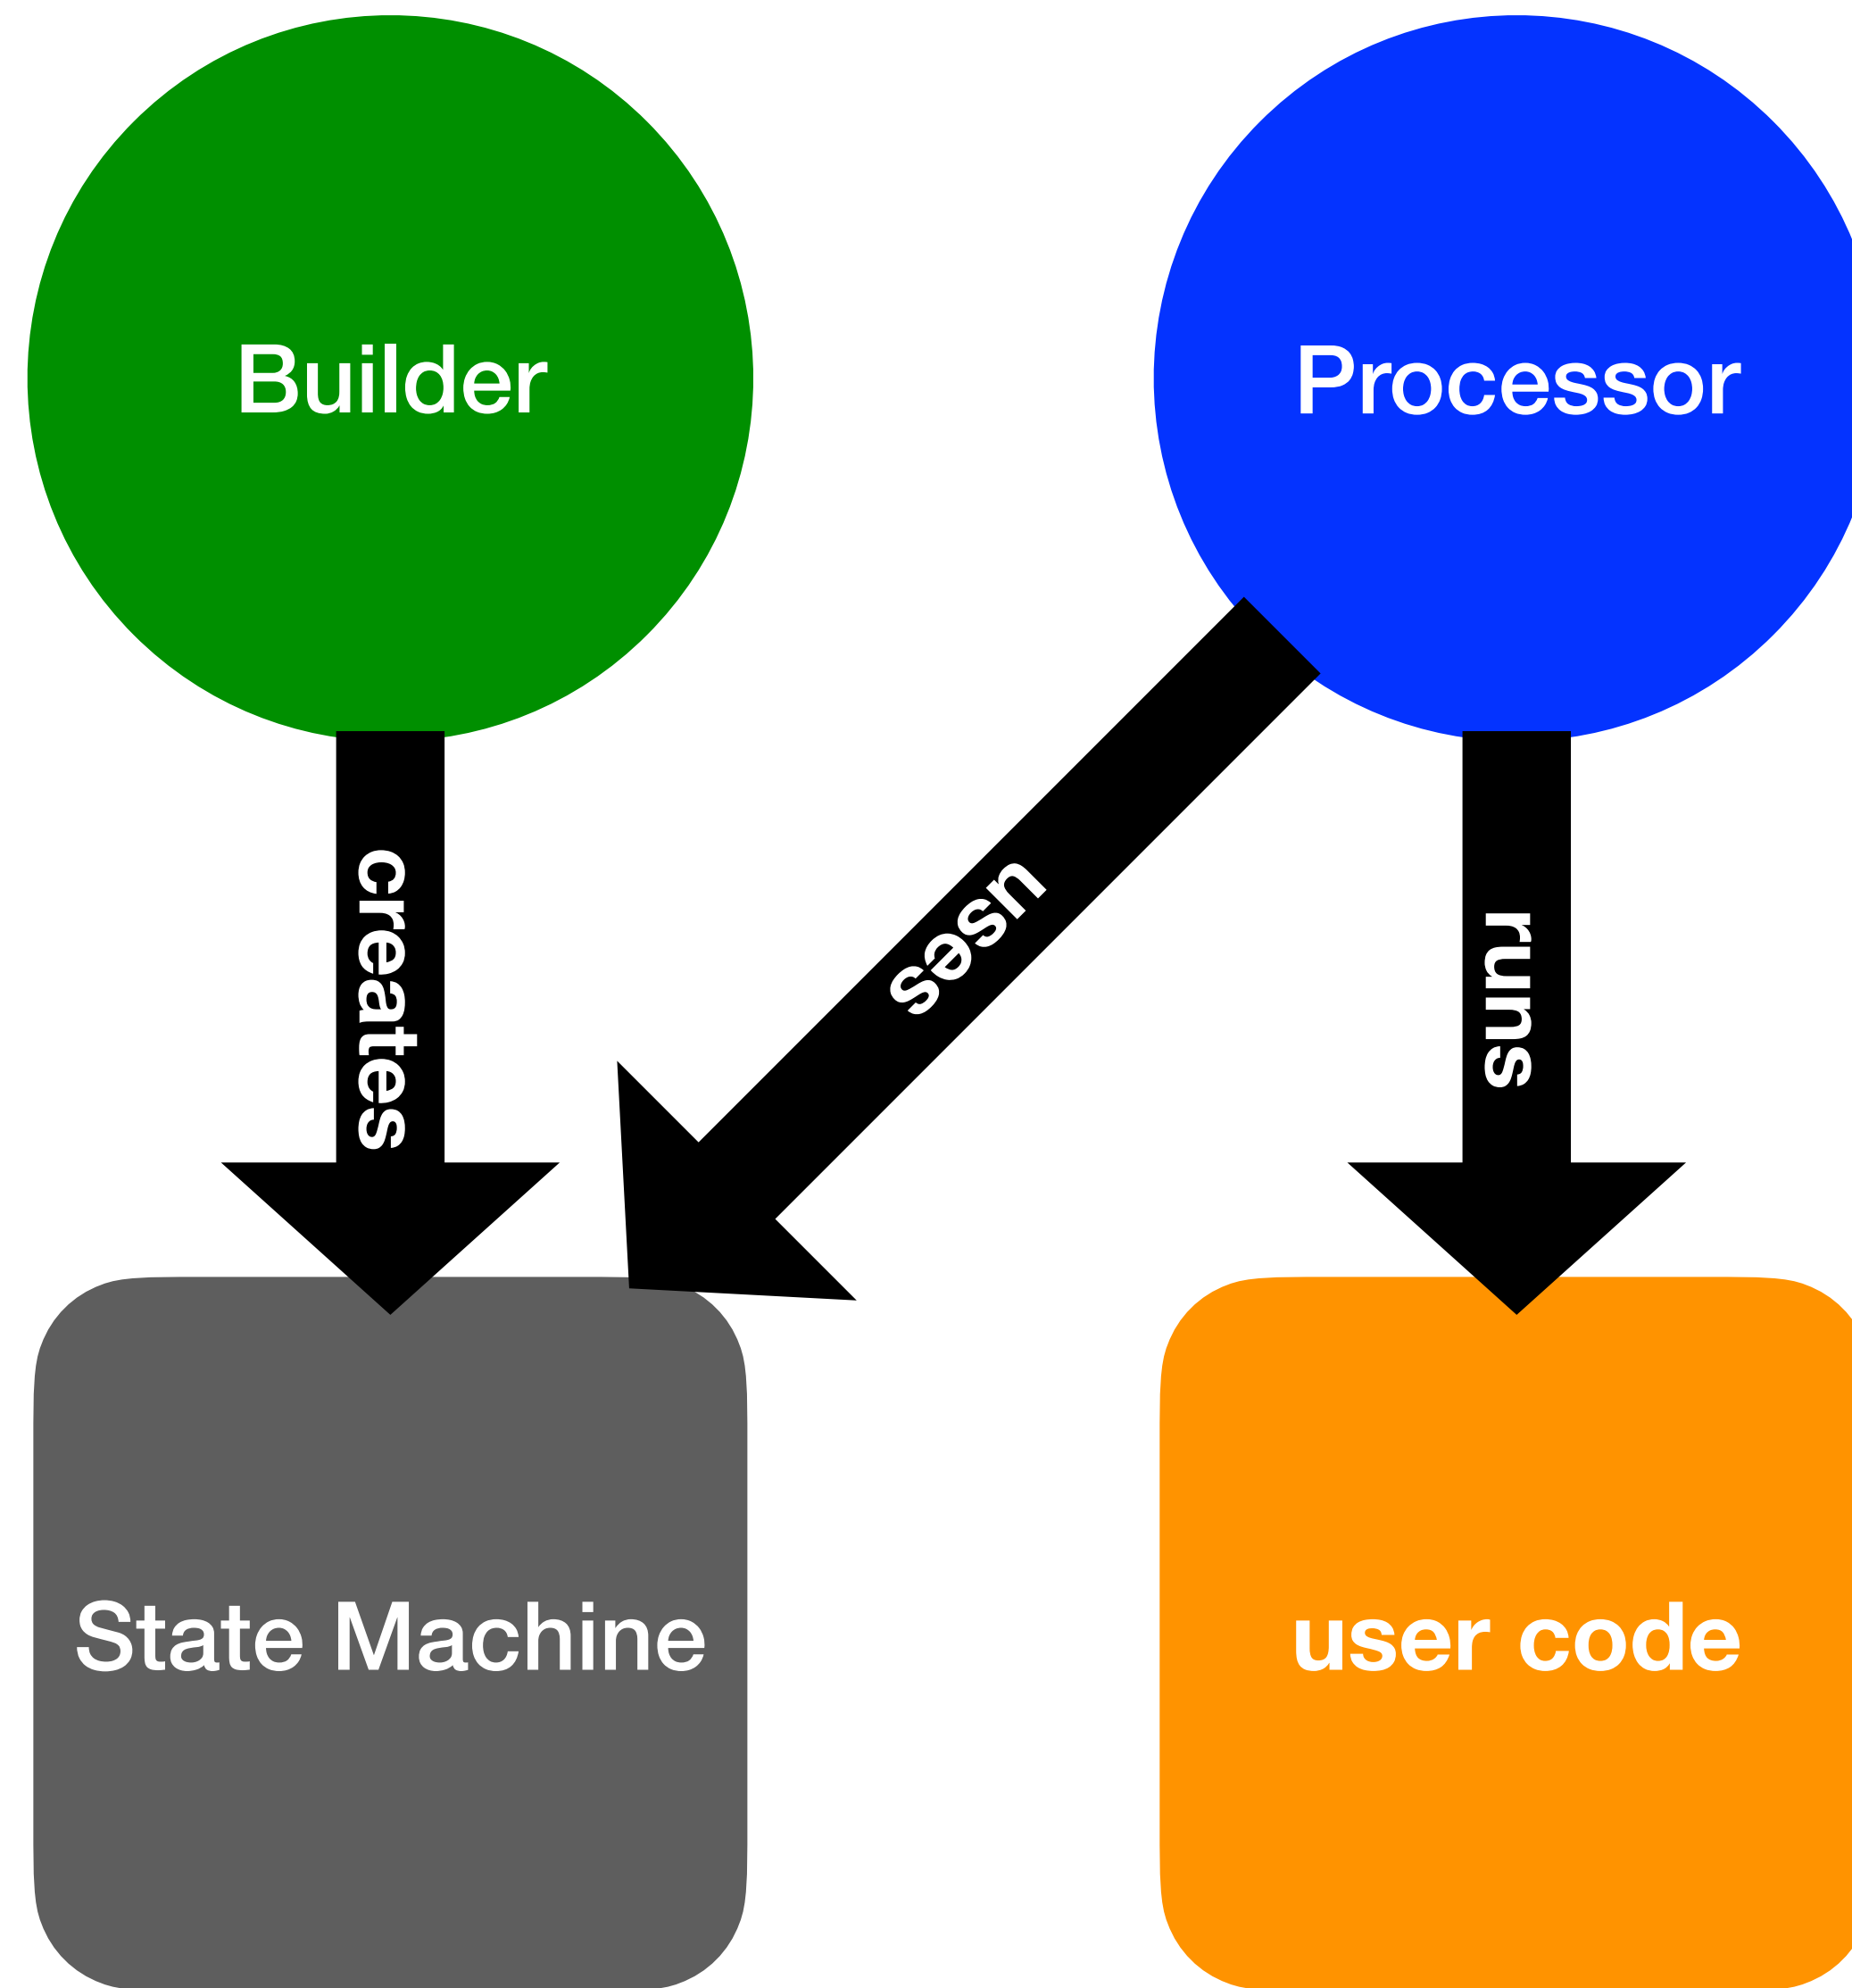 Builder
Processor
creates
uses
runs
State Machine
user code